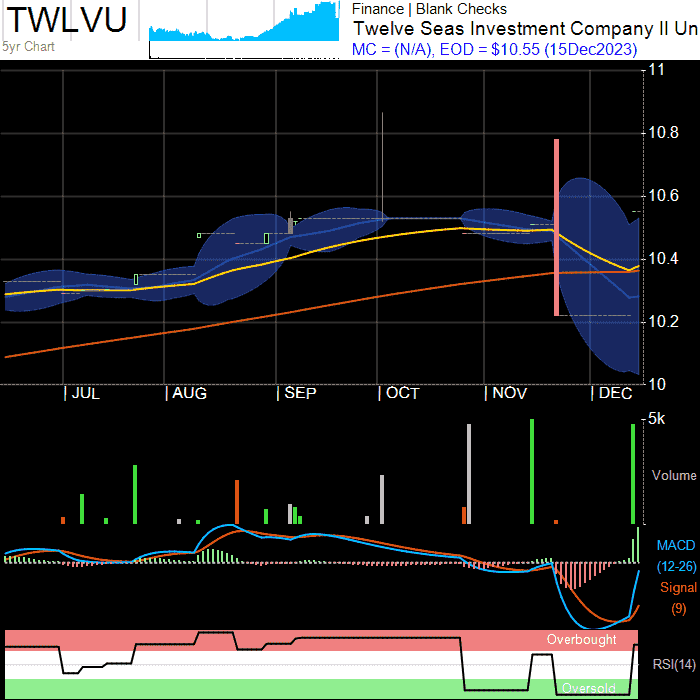 TWLVU
5yr Chart
Finance | Blank Checks
Twelve Seas Investment Company II Un
MC = (N/A), EOD = $10.55 (15Dec2023)
11
10.8
10.6
10.4
10.2
10
| JUL | AUG | SEP | OCT | NOV | DEC
5k
Volume
MACD
(12-26)
Signal
(9)
Overbought
RSI(14)
Oversold